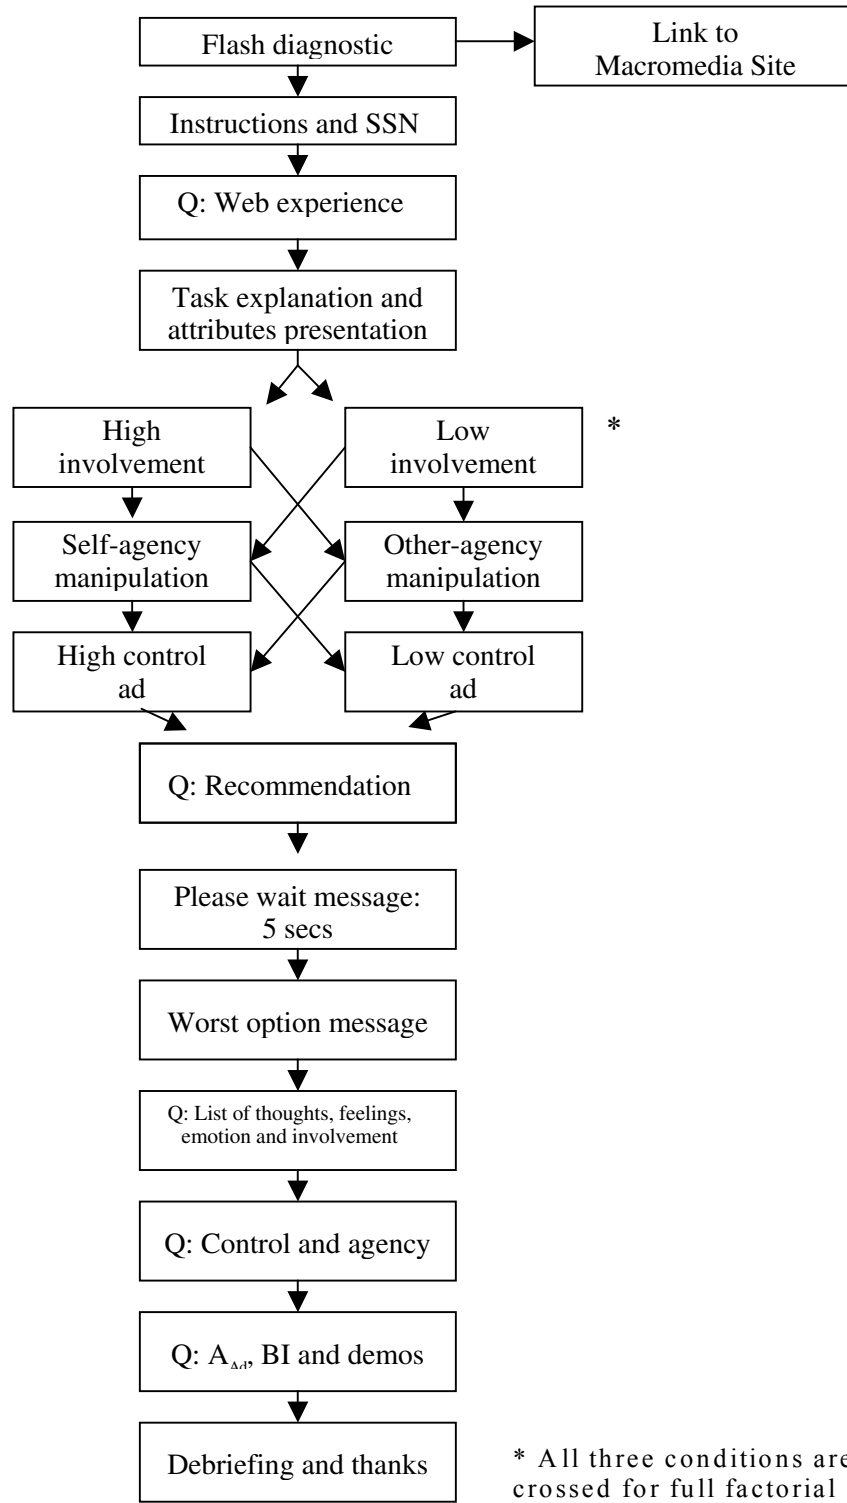 Flash diagnostic
Link to
Macromedia Site
Instructions and SSN
Q: Web experience
Task explanation and
attributes presentation
High
involvement
Low
involvement
*
Self-agency
manipulation
Other-agency
manipulation
High control
ad
Low control
ad
Q: Recommendation
Please wait message:
5 secs
Worst option message
Q: List of thoughts, feelings,
emotion and involvement
Q: Control and agency
Q: A_Ad, BI and demos
Debriefing and thanks
* All three conditions are
crossed for full factorial